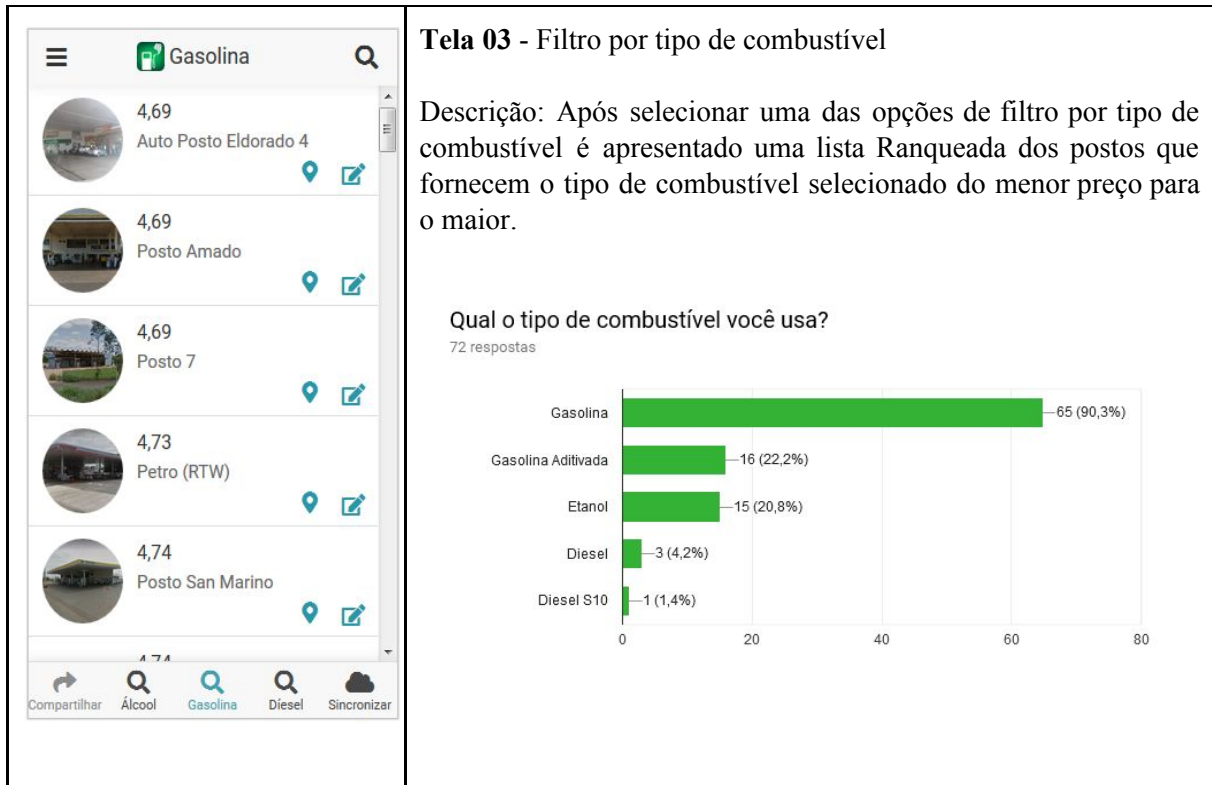 Gasolina
4,69
Auto Posto Eldorado 4
4,69
Posto Amado
4,69
Posto 7
4,73
Petro (RTW)
4,74
Posto San Marino
4,74
Compartilhar Álcool Gasolina Díesel Sincronizar
Tela 03 - Filtro por tipo de combustível
Descrição: Após selecionar uma das opções de filtro por tipo de
combustível é apresentado uma lista Ranqueada dos postos que
fornecem o tipo de combustível selecionado do menor preço para
o maior.
Qual o tipo de combustível você usa?
72 respostas
Gasolina 65 (90,3%)
Gasolina Aditivada 16 (22,2%)
Etanol 15 (20,8%)
Diesel 3 (4,2%)
Diesel S10 1 (1,4%)
0 20 40 60 80